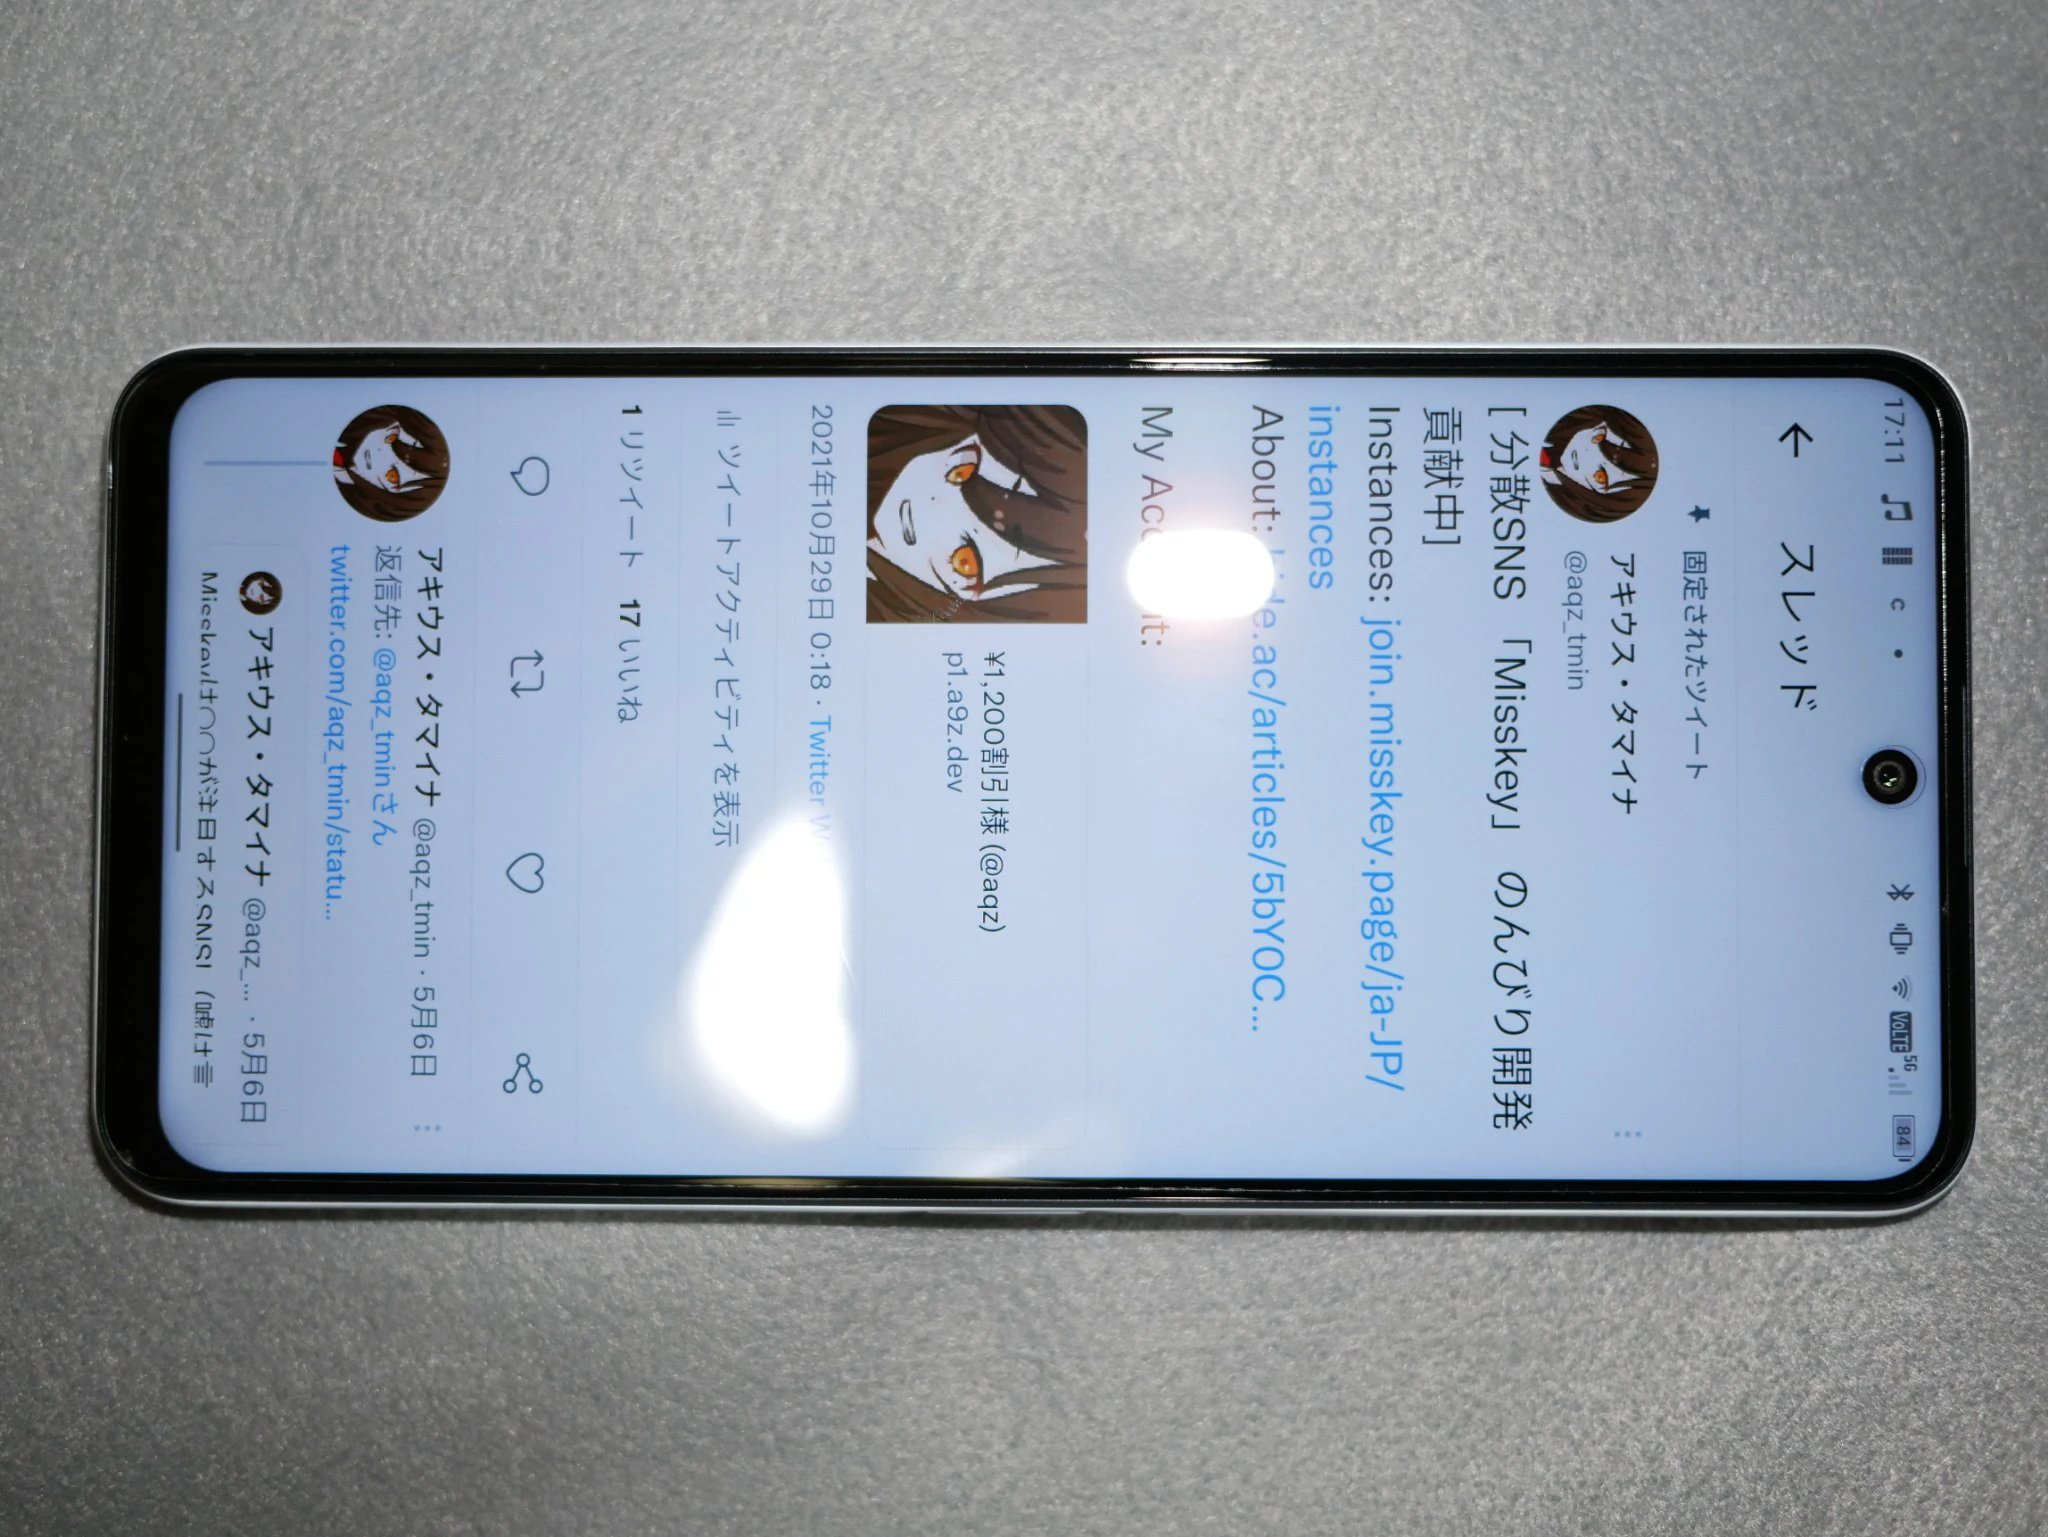 17:11 VoLTE 5G 84
スレッド
固定されたツイート
アキウス・タマイナ
@aqz_tmin
[ 分散SNS 「Misskey」 のんびり開発
貢献中]
Instances: join.misskey.page/ja-JP/
instances
About: de.ac/articles/5bY0C...
My
¥1,200割引様 (@aqz)
p1.a9z.dev
2021年10月29日 0:18 · Twitter
ツイートアクティビティを表示
1 リツイート 17 いいね
アキウス・タマイナ @aqz_tmin · 5月6日
返信先: @aqz_tminさん
twitter.com/aqz_tmin/statu...
アキウス・タマイナ @aqz_... · 5月6日